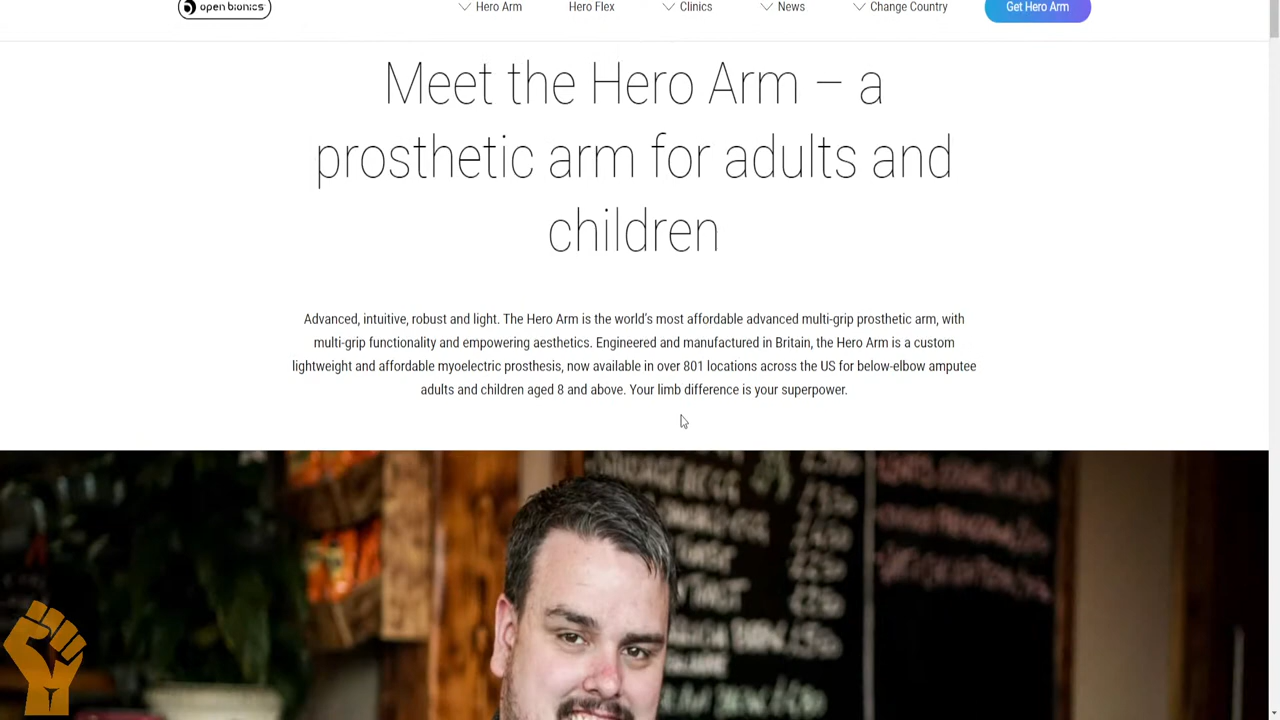 open bionics
Hero Arm
Hero Flex
Clinics
News
Change Country
Get Hero Arm
Meet the Hero Arm – a
prosthetic arm for adults and
children
Advanced, intuitive, robust and light. The Hero Arm is the world's most affordable advanced multi-grip prosthetic arm, with
multi-grip functionality and empowering aesthetics. Engineered and manufactured in Britain, the Hero Arm is a custom
lightweight and affordable myoelectric prosthesis, now available in over 801 locations across the US for below-elbow amputee
adults and children aged 8 and above. Your limb difference is your superpower.